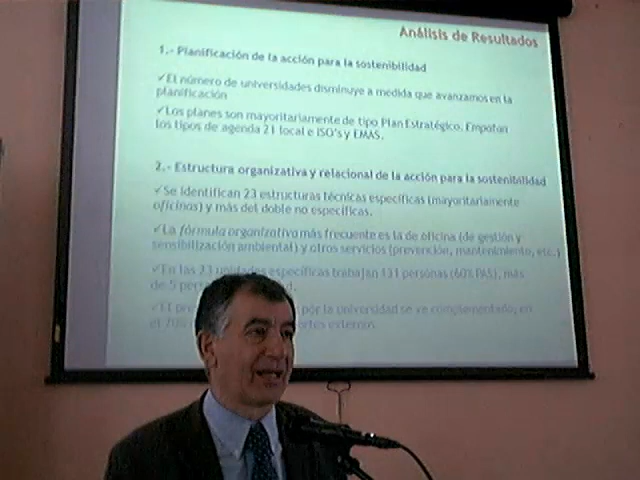 Análisis de Resultados
1.- Planificación de la acción para la sostenibilidad
✓El número de universidades disminuye a medida que avanzamos en la
planificación
✓Los planes son mayoritariamente de tipo Plan Estratégico. Empatan
los tipos de agenda 21 local e ISO's y EMAS.
2.- Estructura organizativa y relacional de la acción para la sostenibilidad
✓Se identifican 23 estructuras técnicas específicas (mayoritariamente
oficinas) y más del doble no específicas.
✓La fórmula organizativa más frecuente es la de oficina (de gestión y
sensibilización ambiental) y otros servicios (prevención, mantenimiento, etc.)
✓En las 23 unidades específicas trabajan 131 personas (60% PAS), más
de 5
✓El por la universidad se ve complementado, en
el externos